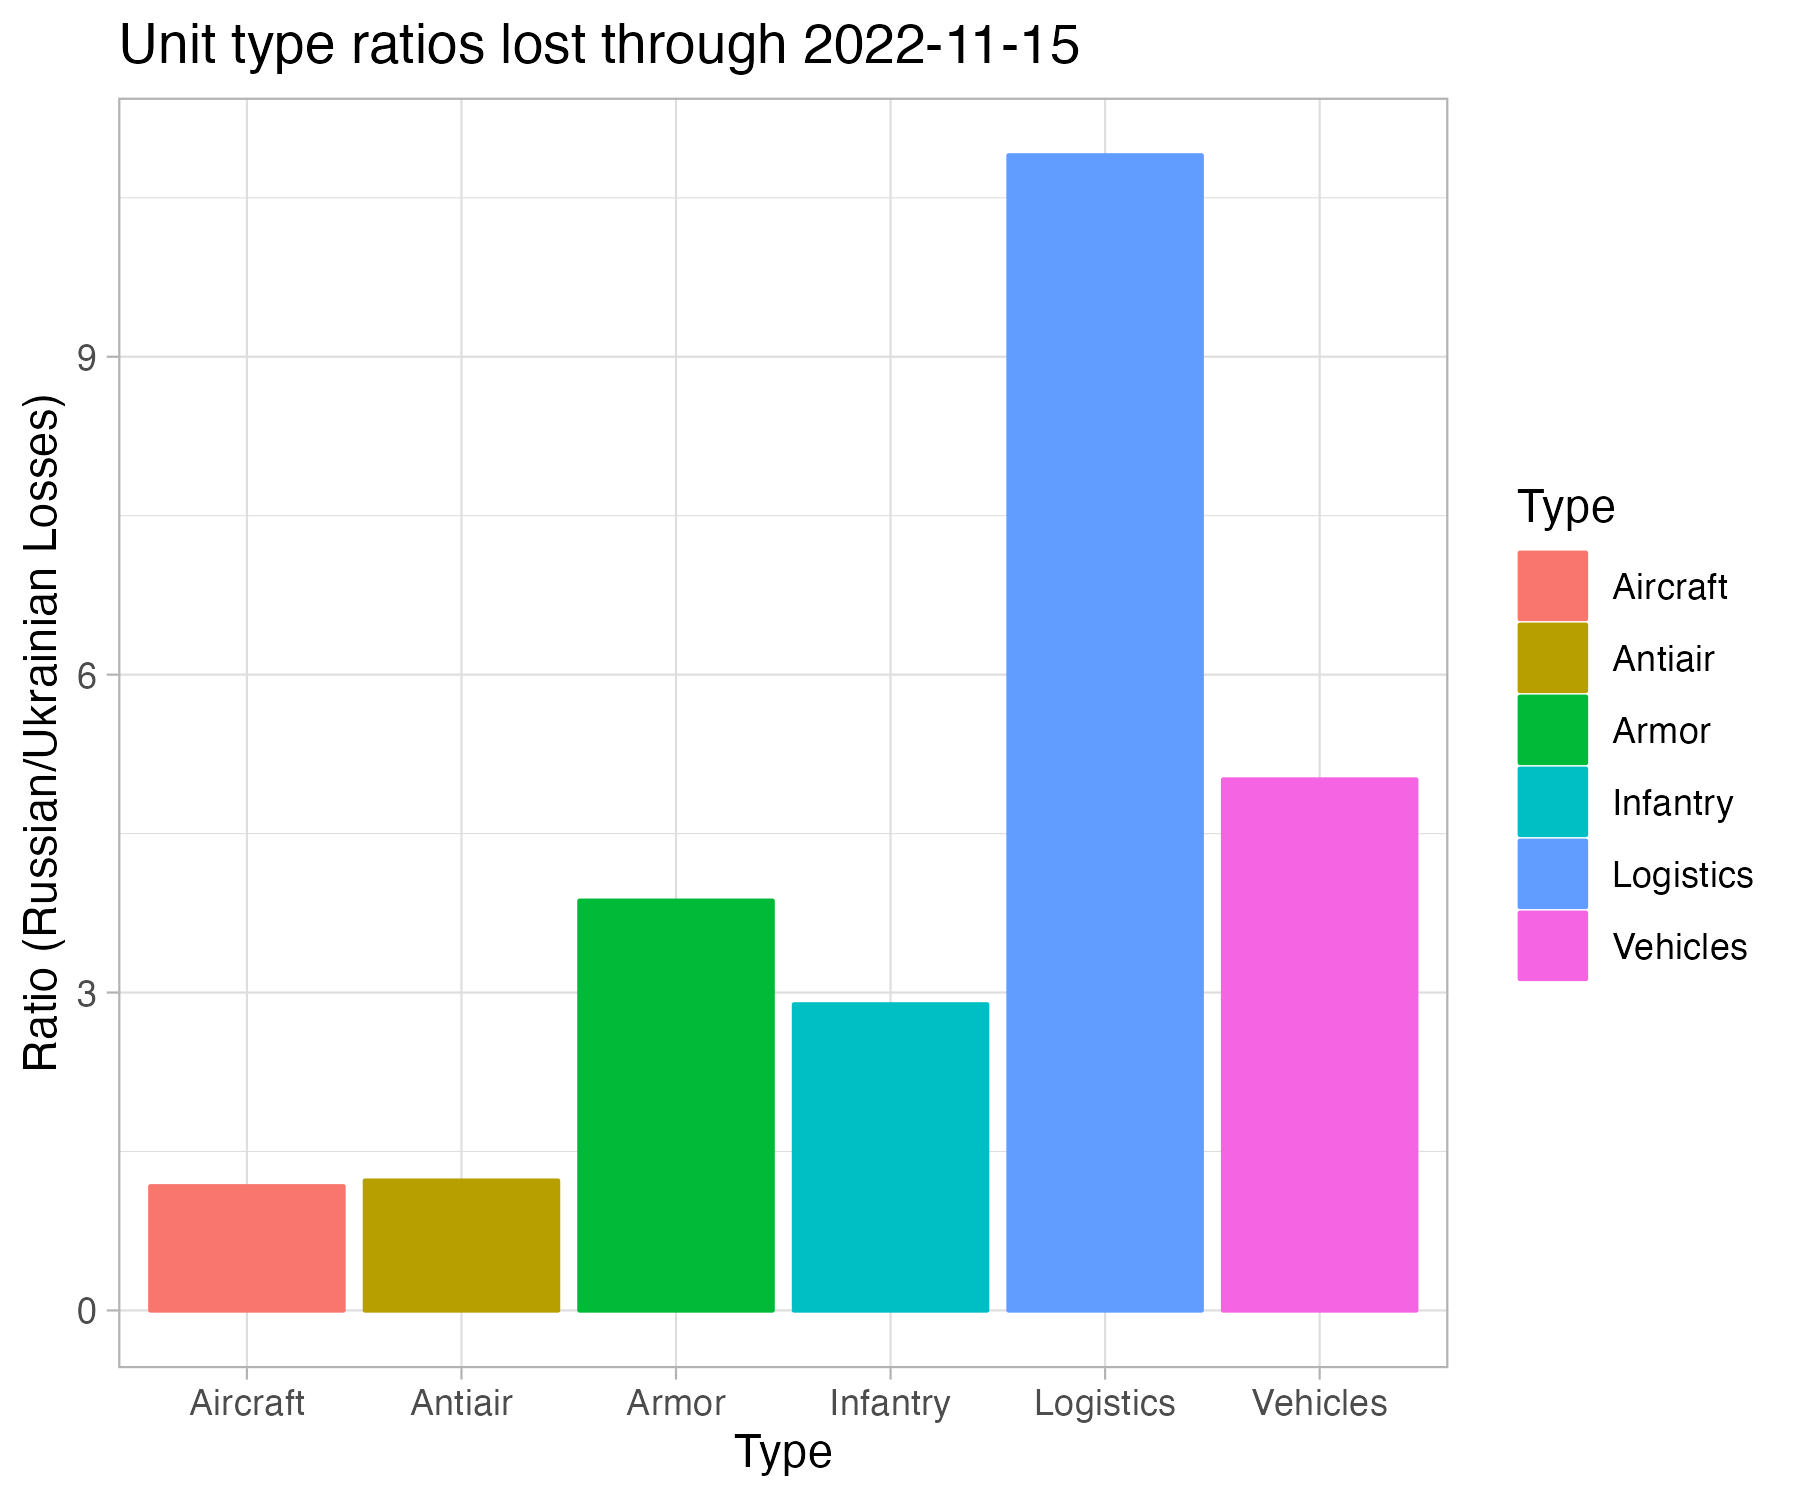 Unit type ratios lost through 2022-11-15
Ratio (Russian/Ukrainian Losses)
9
6
3
0
Aircraft Antiair Armor Infantry Logistics Vehicles
Type
Type
Aircraft
Antiair
Armor
Infantry
Logistics
Vehicles